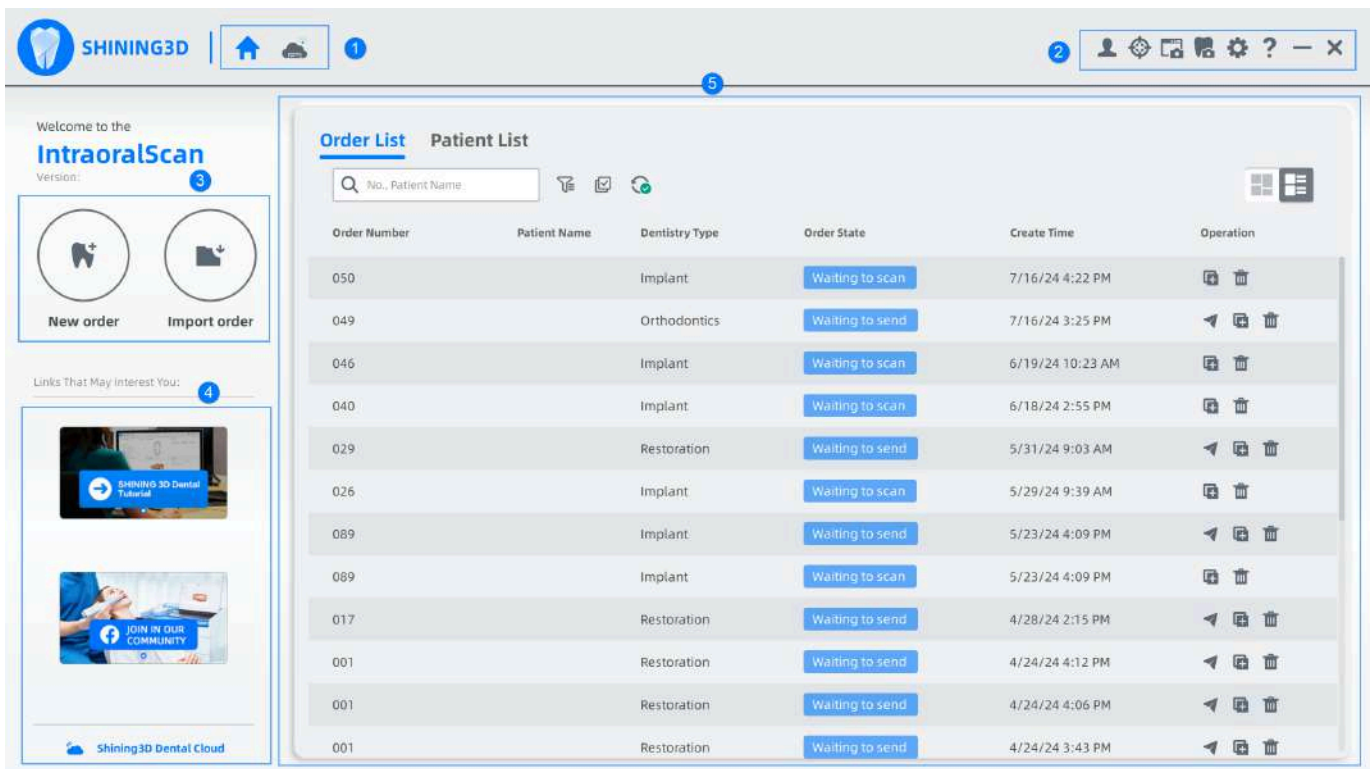 SHINING3D
1
2
5
Welcome to the
IntraoralScan
Version:
3
New order
Import order
Links That May Interest You:
4
SHINING 3D Dental
Tutorial
JOIN IN OUR
COMMUNITY
Shining3D Dental Cloud
Order List Patient List
No., Patient Name
Order Number Patient Name Dentistry Type Order State Create Time Operation
050 Implant Waiting to scan 7/16/24 4:22 PM
049 Orthodontics Waiting to send 7/16/24 3:25 PM
046 Implant Waiting to scan 6/19/24 10:23 AM
040 Implant Waiting to scan 6/18/24 2:55 PM
029 Restoration Waiting to send 5/31/24 9:03 AM
026 Implant Waiting to scan 5/29/24 9:39 AM
089 Implant Waiting to send 5/23/24 4:09 PM
089 Implant Waiting to scan 5/23/24 4:09 PM
017 Restoration Waiting to send 4/28/24 2:15 PM
001 Restoration Waiting to send 4/24/24 4:12 PM
001 Restoration Waiting to send 4/24/24 4:06 PM
001 Restoration Waiting to send 4/24/24 3:43 PM